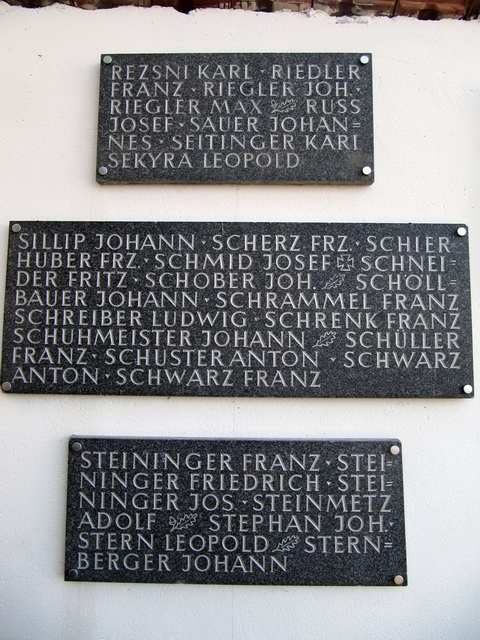 REZSNI KARL · RIEDLER
FRANZ · RIEGLER JOH.
RIEGLER MAX RUSS
JOSEF · SAUER JOHAN=
NES · SEITINGER KARL
SEKYRA LEOPOLD
SILLIP JOHANN · SCHERZ FRZ. · SCHIER=
HUBER FRZ. SCHMID JOSEF SCHNEI=
DER FRITZ · SCHOBER JOH. SCHÖLL=
BAUER JOHANN · SCHRAMMEL FRANZ
SCHREIBER LUDWIG · SCHRENK FRANZ
SCHUHMEISTER JOHANN SCHÜLLER
FRANZ · SCHUSTER ANTON · SCHWARZ
ANTON · SCHWARZ FRANZ
STEININGER FRANZ · STEI=
NINGER FRIEDRICH · STEI=
NINGER JOS · STEINMETZ
ADOLF STEPHAN JOH.
STERN LEOPOLD STERN=
BERGER JOHANN